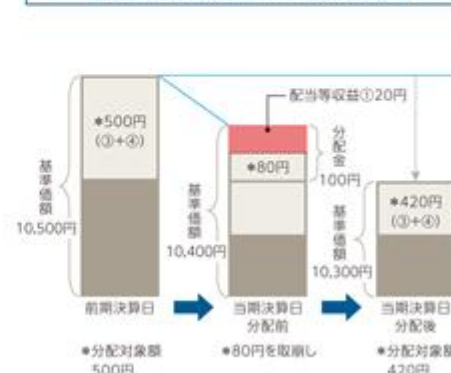 配当等収益①20円
*500円
(③+④)
*80円
分配金
100円
*420円
(③+④)
基準価額
10,500円
基準価額
10,400円
基準価額
10,300円
前期決算日
当期決算日
分配前
当期決算日
分配後
*分配対象額
500円
*80円を取崩し
*分配対象額
420円